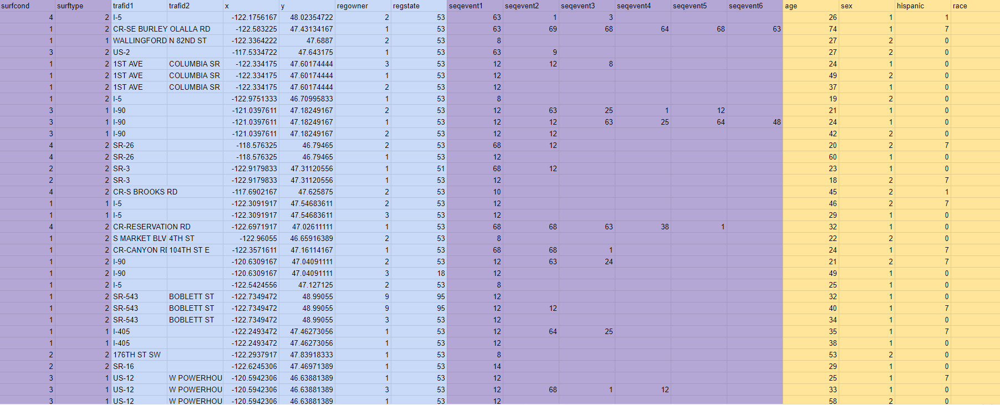 surfcond surftype trafid1 trafid2 x y regowner regstate seqevent1 seqevent2 seqevent3 seqevent4 seqevent5 seqevent6 age sex hispanic race
4 2 I-5 -122.1756167 48.02354722 2 53 63 1 3 26 1 1
1 2 CR-SE BURLEY OLALLA RD -122.583225 47.43134167 1 53 63 69 68 64 68 63 74 1 7
1 1 WALLINGFORD N 82ND ST -122.3364222 47.6887 2 53 8 27 2 0
3 2 US-2 -117.5334722 47.643175 1 53 63 9 27 2 0
1 2 1ST AVE COLUMBIA SR -122.334175 47.60174444 3 53 12 12 8 24 1 0
1 2 1ST AVE COLUMBIA SR -122.334175 47.60174444 1 53 12 49 2 0
1 2 1ST AVE COLUMBIA SR -122.334175 47.60174444 2 53 12 37 1 0
1 2 I-5 -122.9751333 46.70995833 1 53 8 19 2 0
3 1 I-90 -121.0397611 47.18249167 2 53 12 63 25 1 12 21 1 0
3 1 I-90 -121.0397611 47.18249167 1 53 12 12 63 25 64 48 24 1 0
3 1 I-90 -121.0397611 47.18249167 2 53 12 12 42 2 0
4 2 SR-26 -118.576325 46.79465 2 53 68 12 20 2 7
4 2 SR-26 -118.576325 46.79465 1 53 12 60 1 0
2 2 SR-3 -122.9179833 47.31120556 1 51 68 12 23 1 0
2 2 SR-3 -122.9179833 47.31120556 1 53 12 18 2 7
4 2 CR-S BROOKS RD -117.6902167 47.625875 2 53 10 45 2 1
1 1 I-5 -122.3091917 47.54683611 2 53 12 46 2 7
1 1 I-5 -122.3091917 47.54683611 3 53 12 29 1 0
4 2 CR-RESERVATION RD -122.6971917 47.02611111 1 53 68 68 63 38 1 32 1 0
1 2 S MARKET BLV 4TH ST -122.96055 46.65916389 2 53 8 22 2 0
1 2 CR-CANYON RD 104TH ST E -122.3571611 47.16114167 1 53 68 68 1 24 1 7
1 2 I-90 -120.6309167 47.04091111 2 53 12 63 24 21 2 7
1 2 I-90 -120.6309167 47.04091111 3 18 12 49 1 0
1 2 I-5 -122.5424556 47.127125 2 53 8 25 1 0
1 2 SR-543 BOBLETT ST -122.7349472 48.99055 9 95 12 32 1 0
1 2 SR-543 BOBLETT ST -122.7349472 48.99055 9 95 12 12 40 1 7
1 2 SR-543 BOBLETT ST -122.7349472 48.99055 3 53 12 34 1 0
1 1 I-405 -122.2493472 47.46273056 1 53 12 64 25 35 1 7
1 1 I-405 -122.2493472 47.46273056 1 53 12 38 1 0
2 2 176TH ST SW -122.2937917 47.83918333 1 53 8 53 2 0
2 2 SR-16 -122.6245306 47.46971389 1 53 14 29 1 0
3 1 US-12 W POWERHOU -120.5942306 46.63881389 1 53 12 25 1 7
3 1 US-12 W POWERHOU -120.5942306 46.63881389 3 53 12 68 1 12 33 1 0
3 1 US-12 W POWERHOU -120.5942306 46.63881389 1 53 12 58 2 0